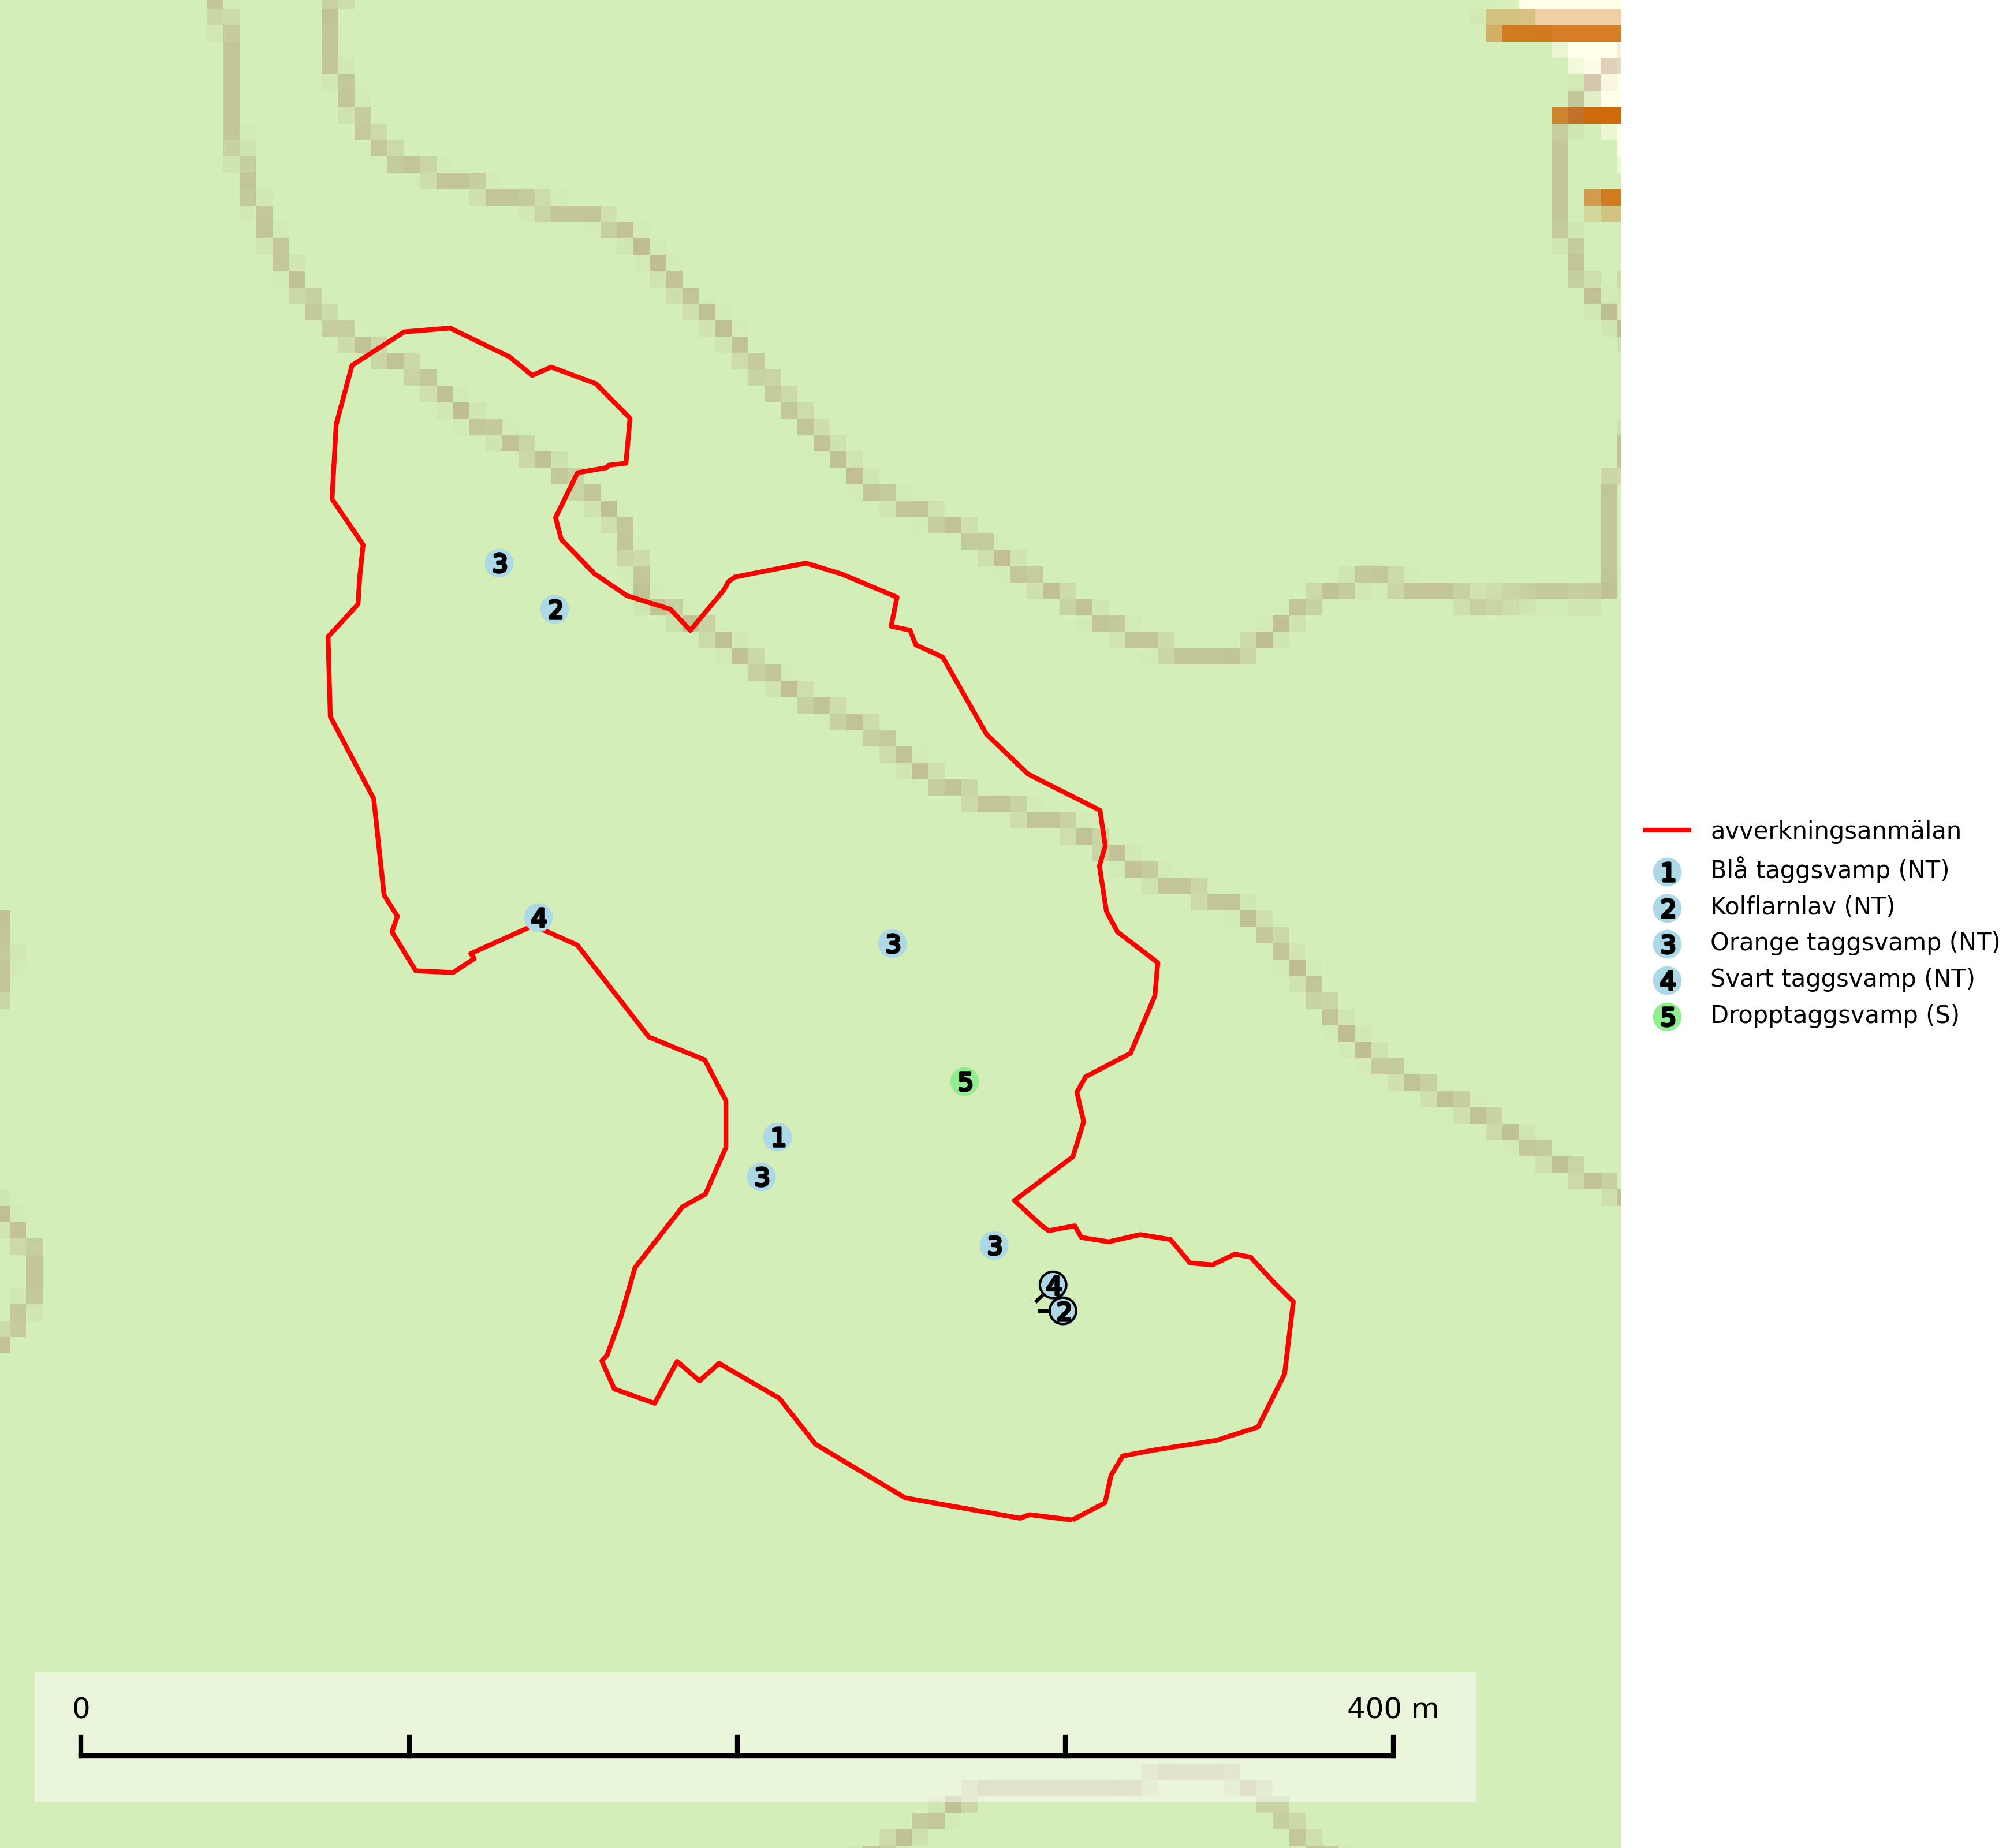 3
2
4
3
5
1
3
3
4
2
avverkningsanmälan
1 Blå taggsvamp (NT)
2 Kolflarnlav (NT)
3 Orange taggsvamp (NT)
4 Svart taggsvamp (NT)
5 Dropptaggsvamp (S)
0 400 m